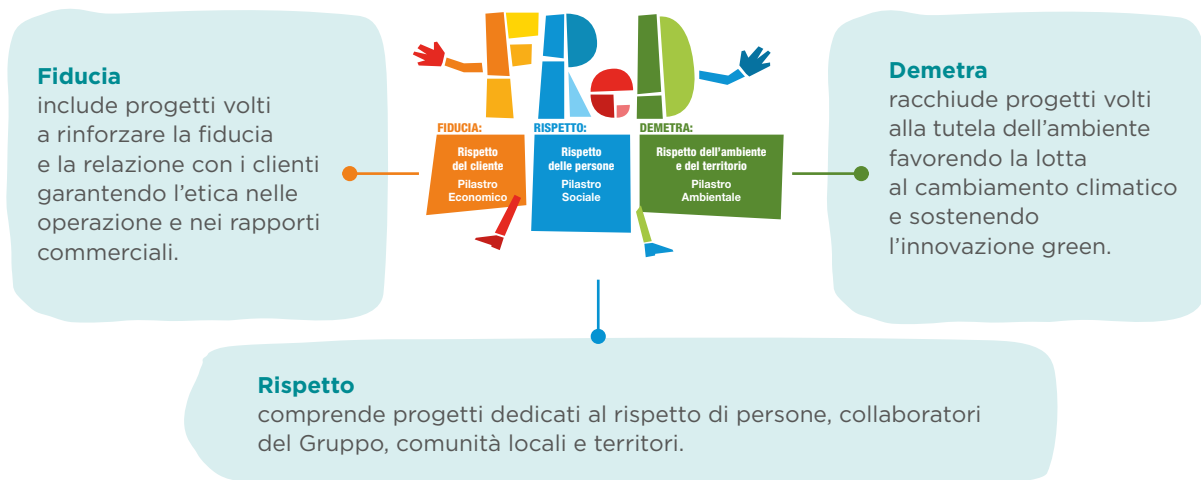 Fiducia
include progetti volti
a rinforzare la fiducia
e la relazione con i clienti
garantendo l'etica nelle
operazione e nei rapporti
commerciali.
FReD
FIDUCIA:
Rispetto
del cliente
Pilastro
Economico
RISPETTO:
Rispetto
delle persone
Pilastro
Sociale
DEMETRA:
Rispetto dell'ambiente
e del territorio
Pilastro
Ambientale
Demetra
racchiude progetti volti
alla tutela dell'ambiente
favorendo la lotta
al cambiamento climatico
e sostenendo
l'innovazione green.
Rispetto
comprende progetti dedicati al rispetto di persone, collaboratori
del Gruppo, comunità locali e territori.